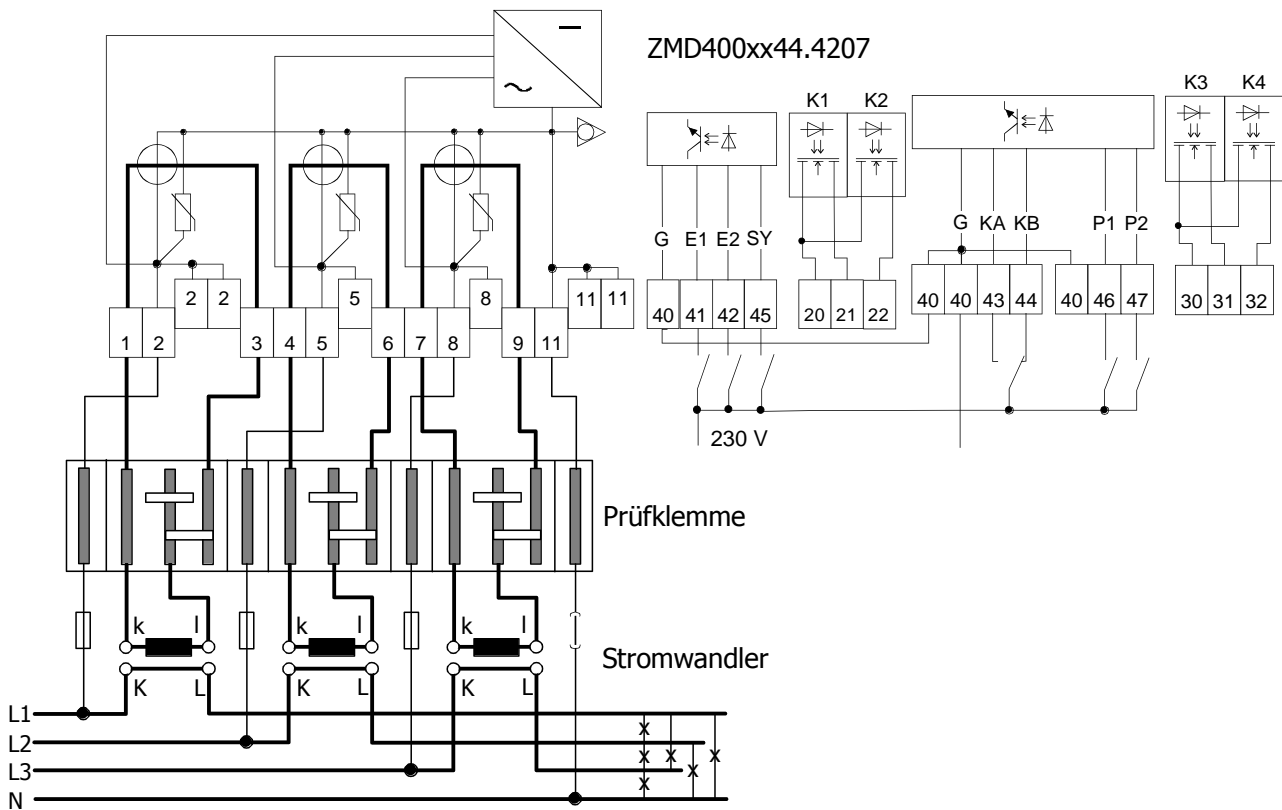 ZMD400xx44.4207
K1 K2 K3 K4
G E1 E2 SY G KA KB P1 P2
2 2 5 8 11 11
40 41 42 45 20 21 22 40 40 43 44 40 46 47 30 31 32
1 2 3 4 5 6 7 8 9 11
230 V
Prüfklemme
k l k l k l
Stromwandler
K L K L K L
L1
L2
L3
N
x x x x x x